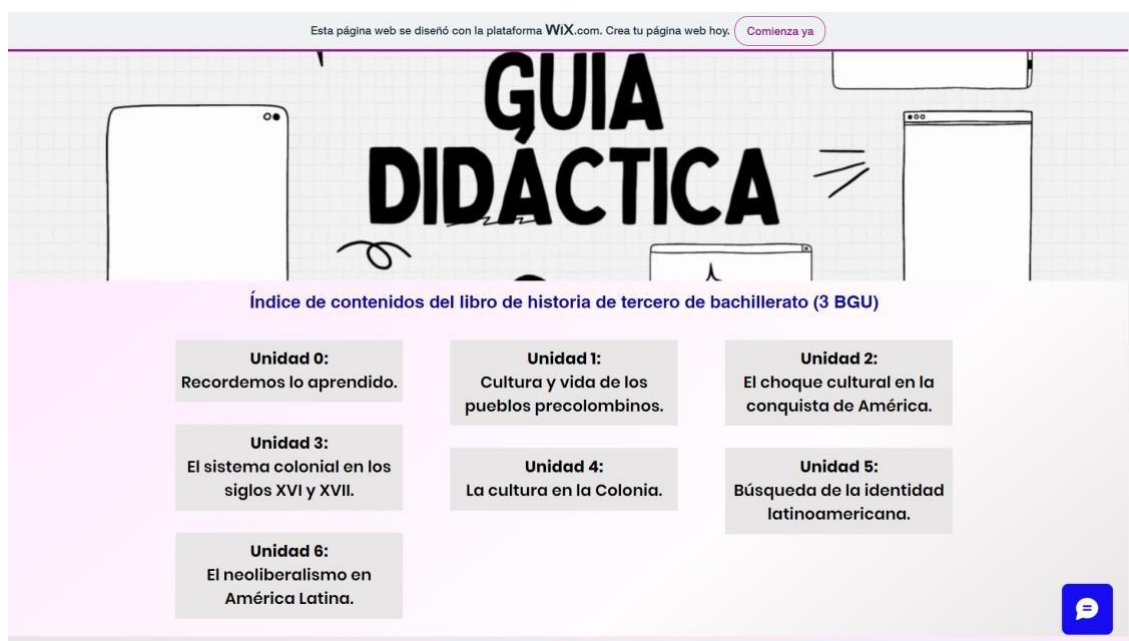 Esta página web se diseñó con la plataforma WiX.com. Crea tu página web hoy. Comienza ya
GUIA
DIDÁCTICA
Índice de contenidos del libro de historia de tercero de bachillerato (3 BGU)
Unidad 0:
Recordemos lo aprendido.
Unidad 1:
Cultura y vida de los
pueblos precolombinos.
Unidad 2:
El choque cultural en la
conquista de América.
Unidad 3:
El sistema colonial en los
siglos XVI y XVII.
Unidad 4:
La cultura en la Colonia.
Unidad 5:
Búsqueda de la identidad
latinoamericana.
Unidad 6:
El neoliberalismo en
América Latina.